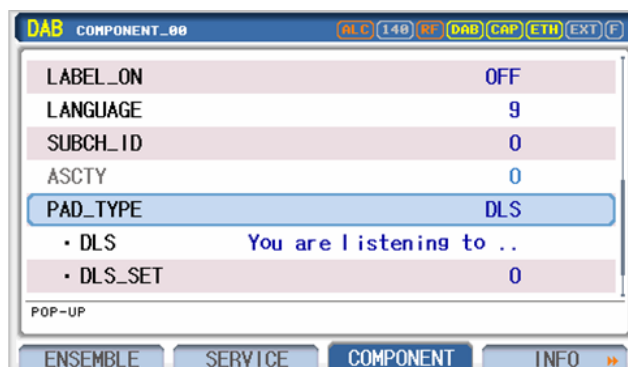 DAB COMPONENT_00 ALC 140 RF DAB CAP ETH EXT F
LABEL_ON OFF
LANGUAGE 9
SUBCH_ID 0
ASCTY 0
PAD_TYPE DLS
· DLS You are listening to ..
· DLS_SET 0
POP-UP
ENSEMBLE SERVICE COMPONENT INFO